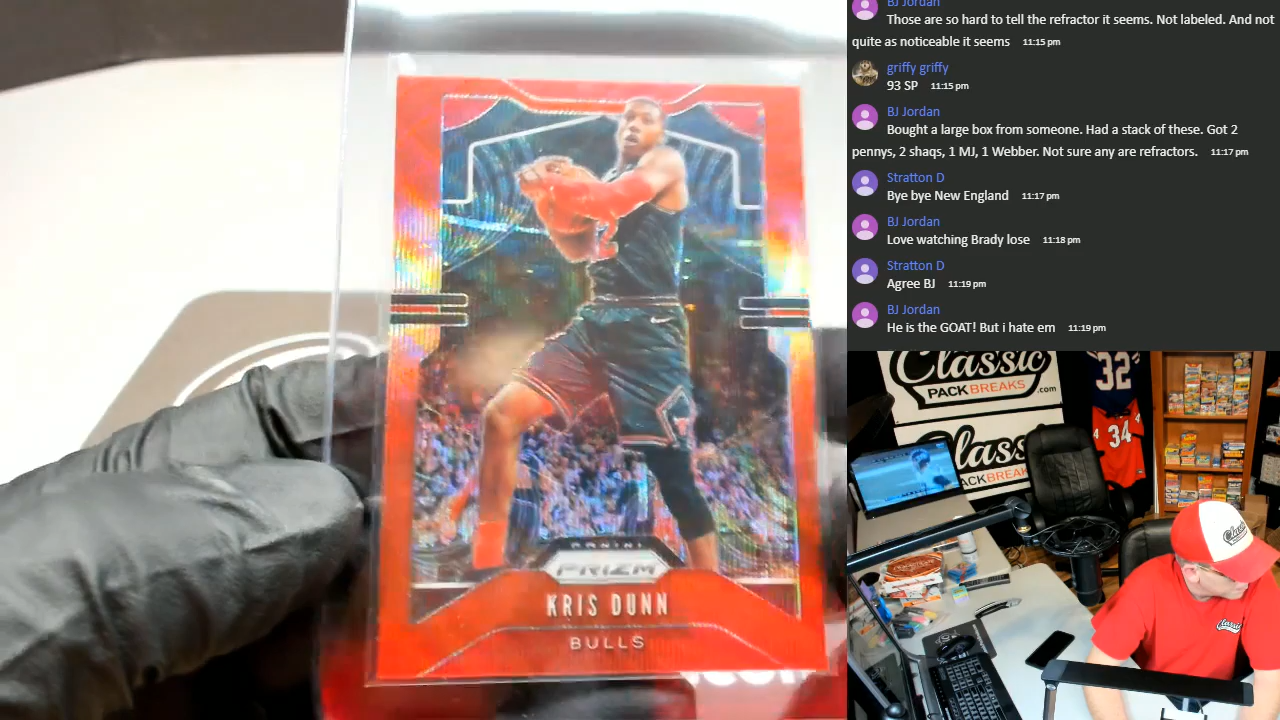 PANINI
PRIZM
KRIS DUNN
BULLS
BJ Jordan
Those are so hard to tell the refractor it seems. Not labeled. And not
quite as noticeable it seems 11:15 pm
griffy griffy
93 SP 11:15 pm
BJ Jordan
Bought a large box from someone. Had a stack of these. Got 2
pennys, 2 shaqs, 1 MJ, 1 Webber. Not sure any are refractors. 11:17 pm
Stratton D
Bye bye New England 11:17 pm
BJ Jordan
Love watching Brady lose 11:18 pm
Stratton D
Agree BJ 11:19 pm
BJ Jordan
He is the GOAT! But i hate em 11:19 pm
Classic
PACK BREAKS.com
32
34
Classic